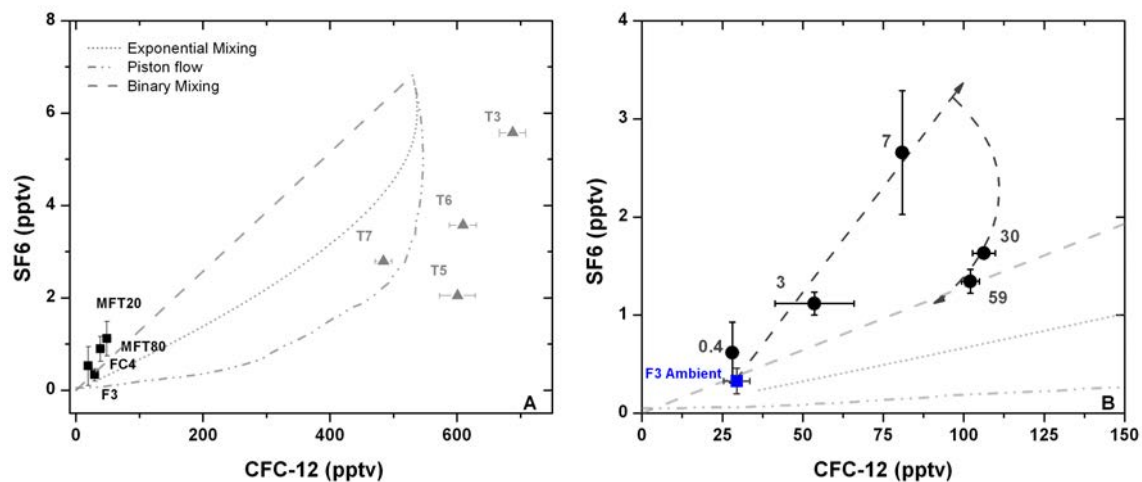 SF6 (pptv)
8
6
4
2
0
Exponential Mixing
Piston flow
Binary Mixing
T3
T6
T7
T5
MFT20
MFT80
FC4
F3
A
0
200
400
600
CFC-12 (pptv)
SF6 (pptv)
4
3
2
1
0
7
30
3
59
0.4
F3 Ambient
B
0
25
50
75
100
125
150
CFC-12 (pptv)